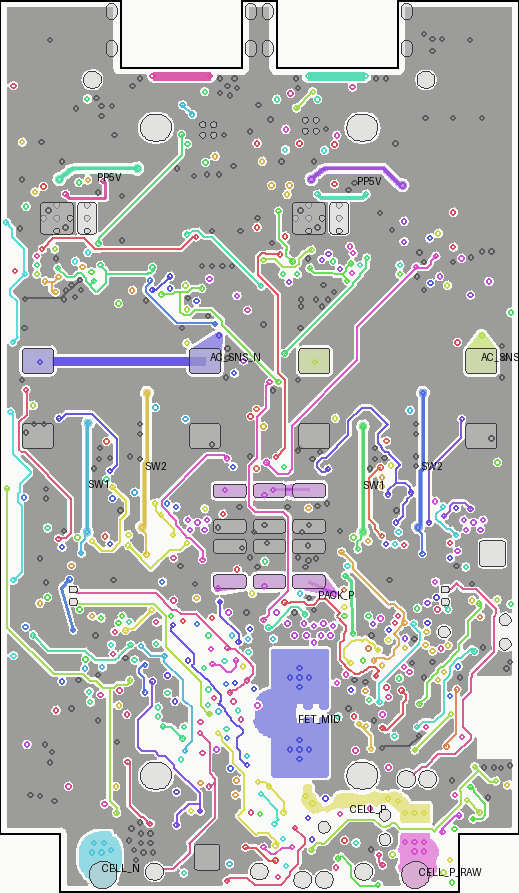 PP5V
PP5V
AC_SNS_N
AC_SNS
SW2
SW2
SW1
SW1
PACK_P
FET_MID
CELL_P
CELL_N
CELL_P_RAW